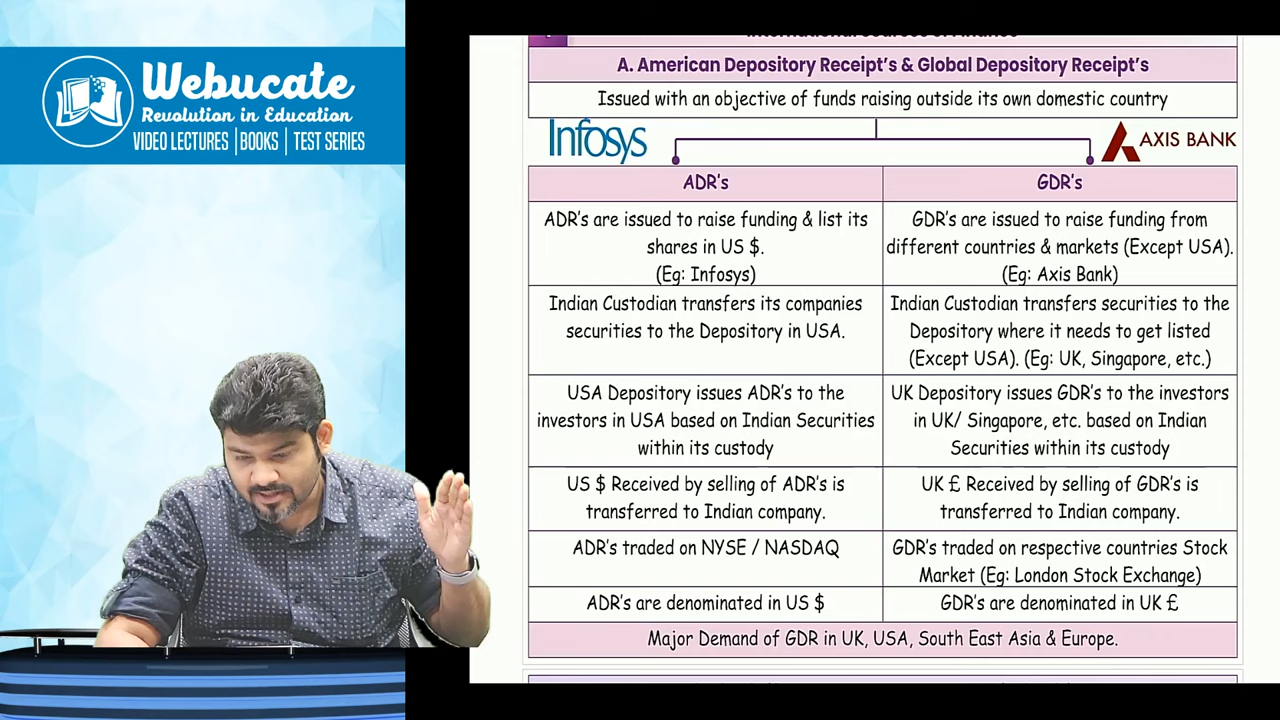 Webucate
Revolution in Education
VIDEO LECTURES | BOOKS | TEST SERIES
International Sources of Finance
A. American Depository Receipt's & Global Depository Receipt's
Issued with an objective of funds raising outside its own domestic country
Infosys
AXIS BANK
ADR's
GDR's
ADR's are issued to raise funding & list its
shares in US $.
(Eg: Infosys)
GDR's are issued to raise funding from
different countries & markets (Except USA).
(Eg: Axis Bank)
Indian Custodian transfers its companies
securities to the Depository in USA.
Indian Custodian transfers securities to the
Depository where it needs to get listed
(Except USA). (Eg: UK, Singapore, etc.)
USA Depository issues ADR's to the
investors in USA based on Indian Securities
within its custody
UK Depository issues GDR's to the investors
in UK/ Singapore, etc. based on Indian
Securities within its custody
US $ Received by selling of ADR's is
transferred to Indian company.
UK £ Received by selling of GDR's is
transferred to Indian company.
ADR's traded on NYSE / NASDAQ
GDR's traded on respective countries Stock
Market (Eg: London Stock Exchange)
ADR's are denominated in US $
GDR's are denominated in UK £
Major Demand of GDR in UK, USA, South East Asia & Europe.